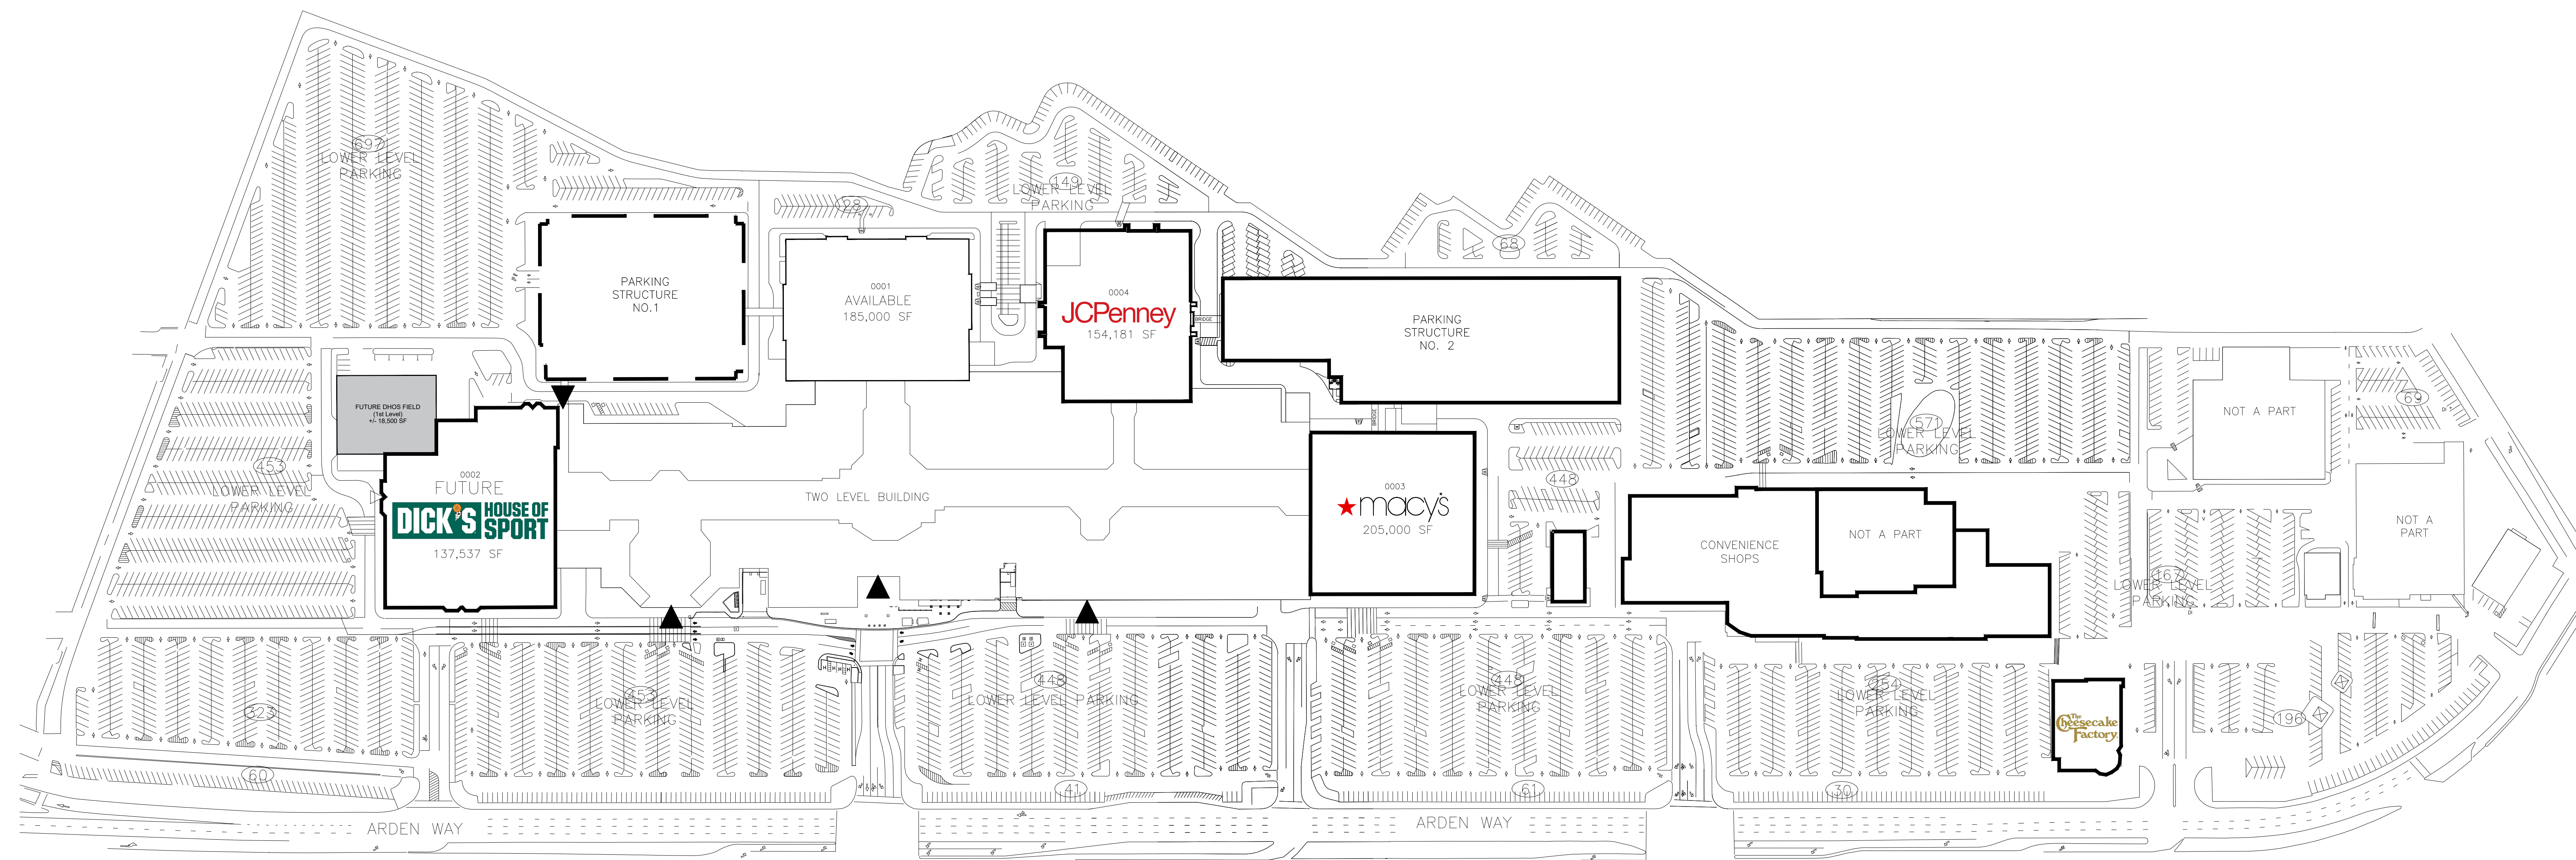 697
LOWER LEVEL
PARKING
149
LOWER LEVEL
PARKING
28
68
PARKING
STRUCTURE
NO.1
0001
AVAILABLE
185,000 SF
0004
JCPenney
154,181 SF
BRIDGE
PARKING
STRUCTURE
NO. 2
BRIDGE
FUTURE DHOS FIELD
(1st Level)
+/- 18,500 SF
453
LOWER LEVEL
PARKING
0002
FUTURE
DICK'S HOUSE OF
SPORT
137,537 SF
TWO LEVEL BUILDING
0003
macy's
205,000 SF
448
571
LOWER LEVEL
PARKING
CONVENIENCE
SHOPS
NOT A PART
NOT A PART
69
NOT A
PART
167
LOWER LEVEL
PARKING
323
453
LOWER LEVEL
PARKING
448
LOWER LEVEL PARKING
448
LOWER LEVEL
PARKING
254
LOWER LEVEL
PARKING
The
Cheesecake
Factory
196
60
41
61
30
ARDEN WAY
ARDEN WAY